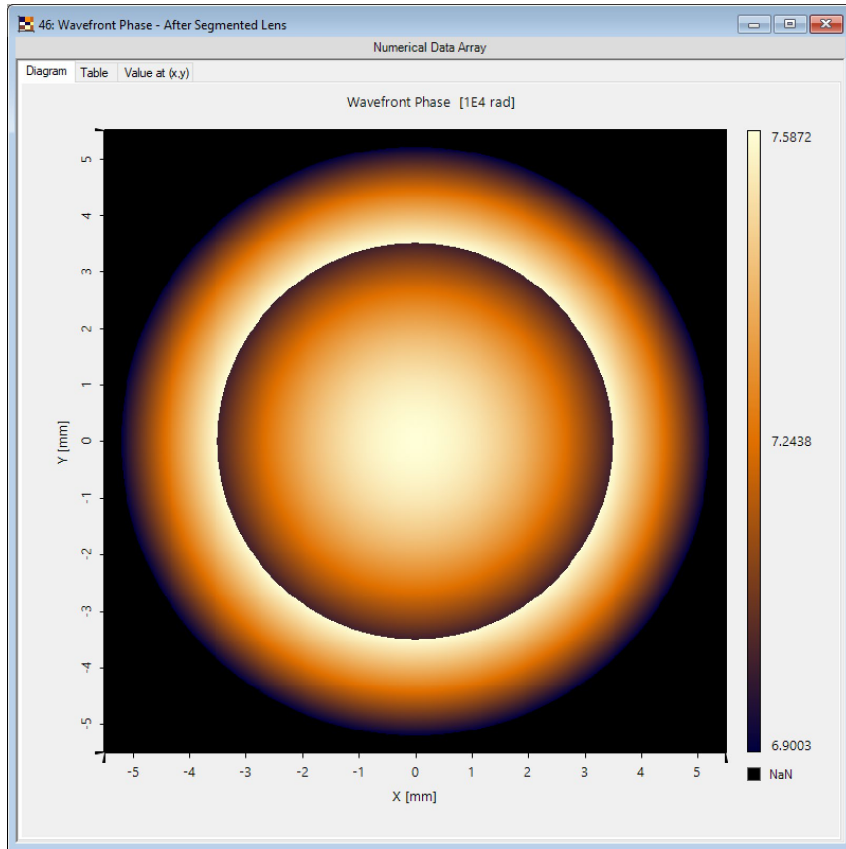 46: Wavefront Phase - After Segmented Lens
Numerical Data Array
Diagram Table Value at (x,y)
Wavefront Phase [1E4 rad]
7.5872
7.2438
6.9003
NaN
5
4
3
2
1
0
-1
-2
-3
-4
-5
Y [mm]
-5 -4 -3 -2 -1 0 1 2 3 4 5
X [mm]